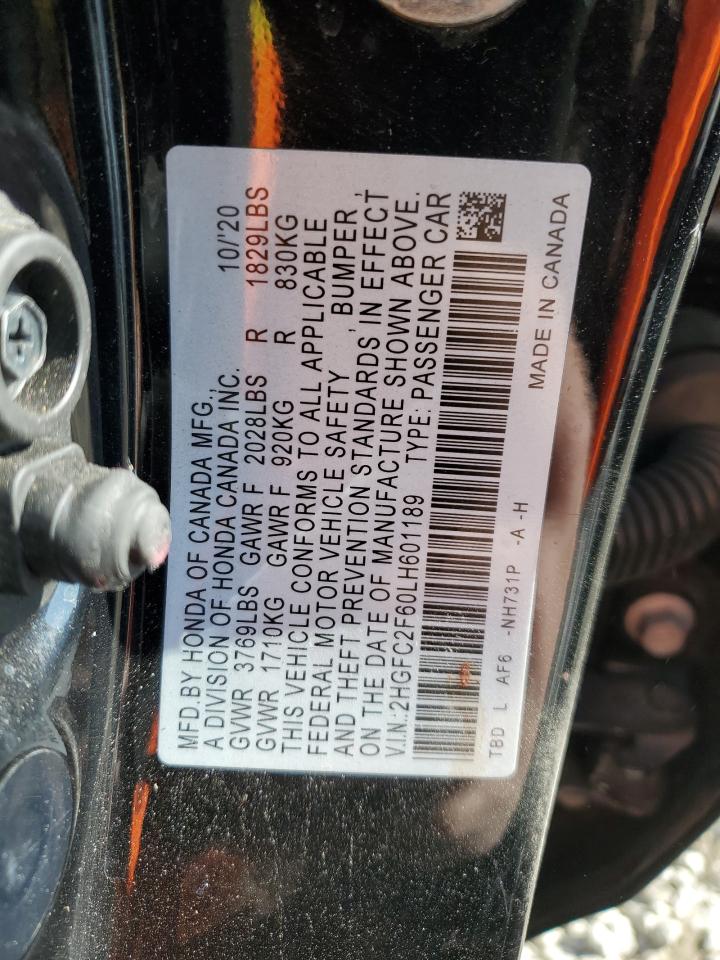 MFD.BY HONDA OF CANADA MFG.,
A DIVISION OF HONDA CANADA INC. 10/'20
GVWR 3769LBS GAWR F 2028LBS R 1829LBS
GVWR 1710KG GAWR F 920KG R 830KG
THIS VEHICLE CONFORMS TO ALL APPLICABLE
FEDERAL MOTOR VEHICLE SAFETY, BUMPER,
AND THEFT PREVENTION STANDARDS IN EFFECT
ON THE DATE OF MANUFACTURE SHOWN ABOVE.
V.I.N.:2HGFC2F60LH601189 TYPE: PASSENGER CAR
TBD L AF6 -NH731P -A -H
MADE IN CANADA